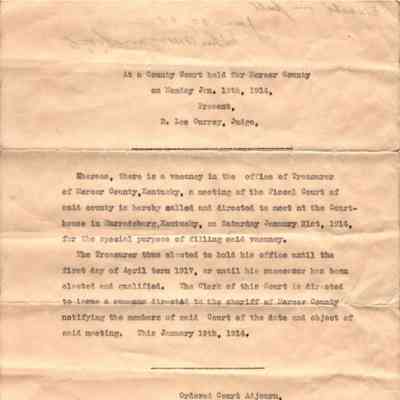 At a County Court held for Mercer County
on Monday Jan. 19th, 1914.
Present,
D. Lee Currey, Judge.
Whereas, there is a vacancy in the office of Treasurer
of Mercer County,Kentucky, a meeting of the Fiscal Court of
said county is hereby called and directed to meet at the Court-
house in Harrodsburg,Kentucky, on Saturday January 31st, 1914,
for the special purpose of filling said vacancy.
The Treasurer thus elected to hold his office until the
first day of April term 1917, or until his successor has been
elected and qualified. The Clerk of this Court is directed
to issue a summons directed to the sheriff of Mercer County
notifying the members of said Court of the date and object of
said meeting. This January 19th, 1914.
Ordered Court Adjourn.